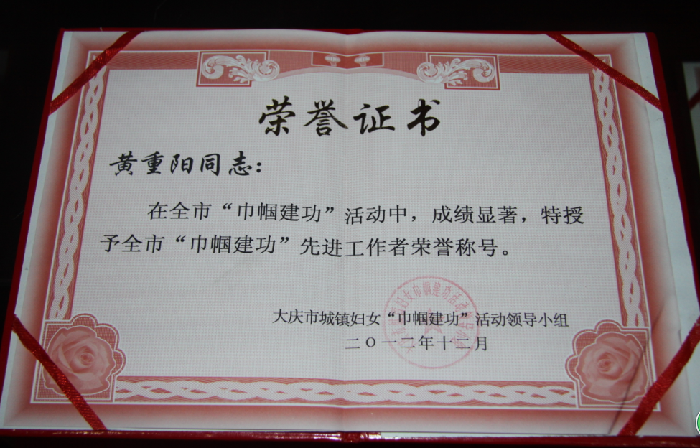 荣誉证书
黄重阳同志：
在全市“巾帼建功”活动中，成绩显著，特授
予全市“巾帼建功”先进工作者荣誉称号。
大庆市城镇妇女“巾帼建功”活动领导小组
二〇一二年十二月